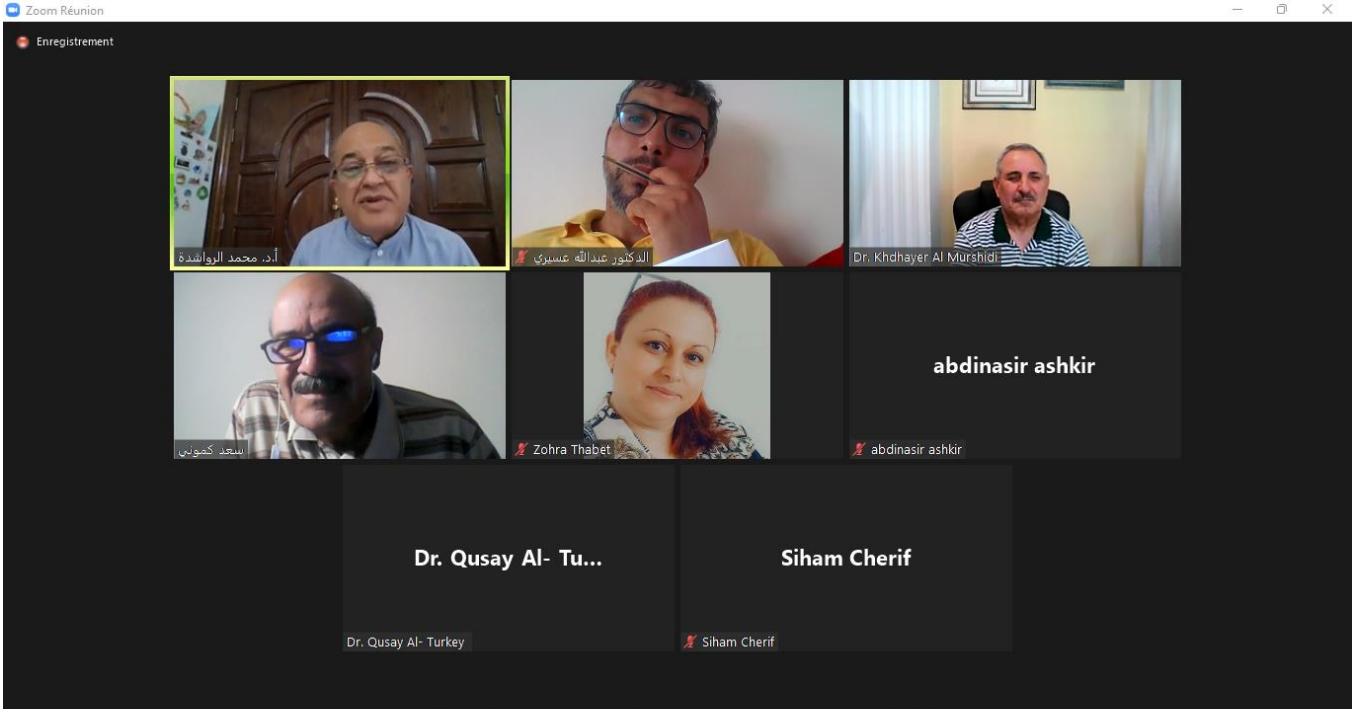 Zoom Réunion
Enregistrement
أ.د. محمد الرواشدة
الدكتور عبدالله عسيري
Dr. Khdhayer Al Murshidi
سعد كموني
Zohra Thabet
abdinasir ashkir
abdinasir ashkir
Dr. Qusay Al- Tu...
Dr. Qusay Al- Turkey
Siham Cherif
Siham Cherif